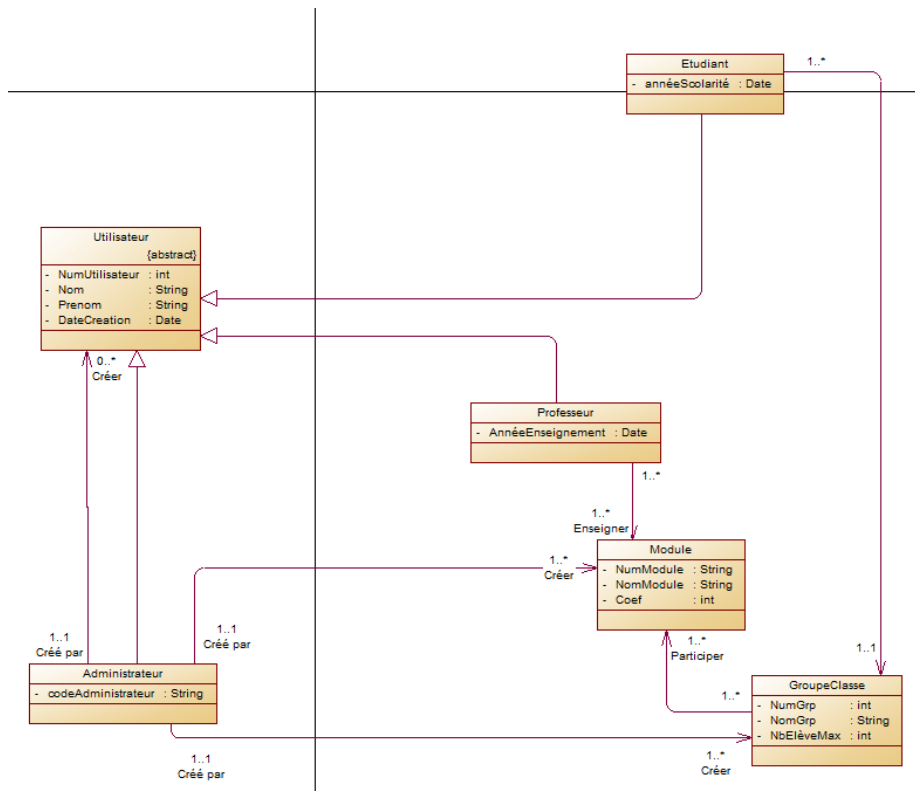 Etudiant
- annéeScolarité : Date
1..*
Utilisateur
{abstract}
- NumUtilisateur : int
- Nom : String
- Prenom : String
- DateCreation : Date
0..*
Créer
Professeur
- AnnéeEnseignement : Date
1..*
1..*
Enseigner
Module
- NumModule : String
- NomModule : String
- Coef : int
1..*
Créer
1..1
Créé par
1..1
Créé par
1..*
Participer
1..1
Administrateur
- codeAdministrateur : String
1..*
GroupeClasse
- NumGrp : int
- NomGrp : String
- NbElèveMax : int
1..1
Créé par
1..*
Créer